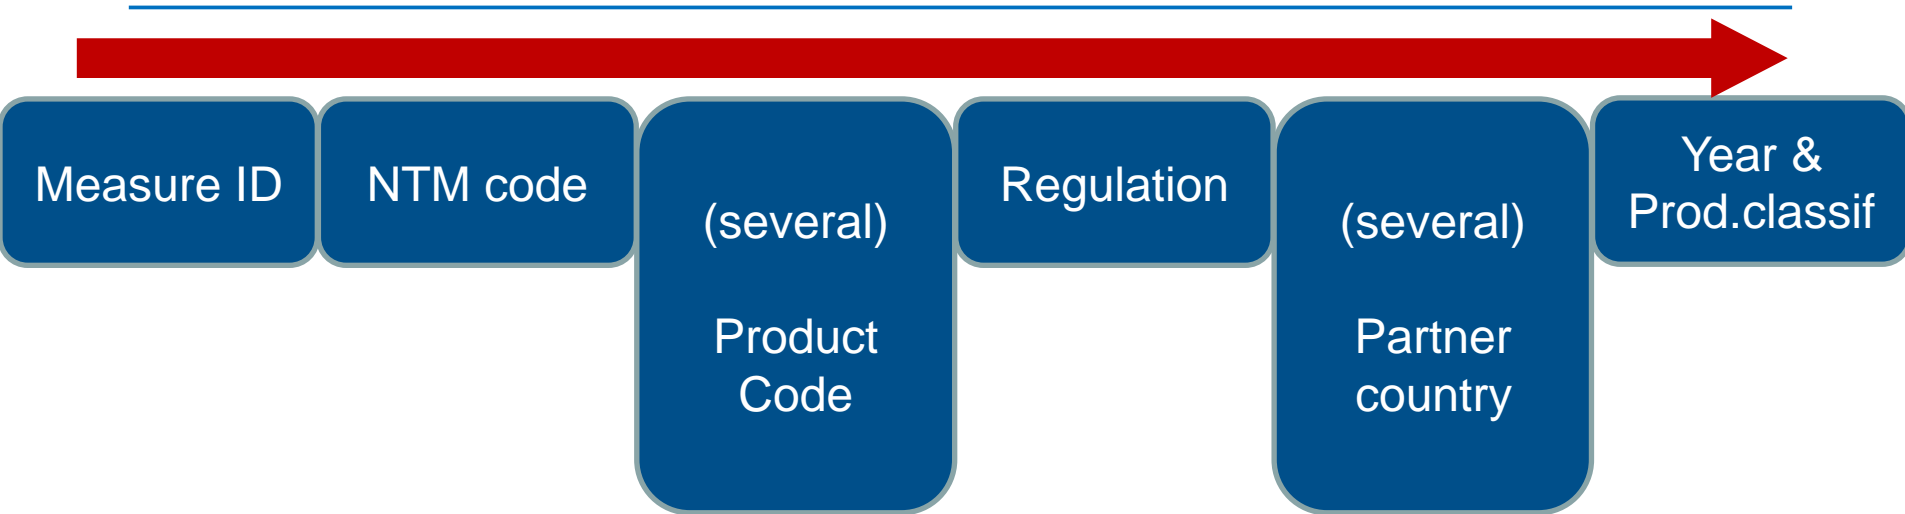 Measure ID
NTM code
(several)
Product
Code
Regulation
(several)
Partner
country
Year &
Prod.classif